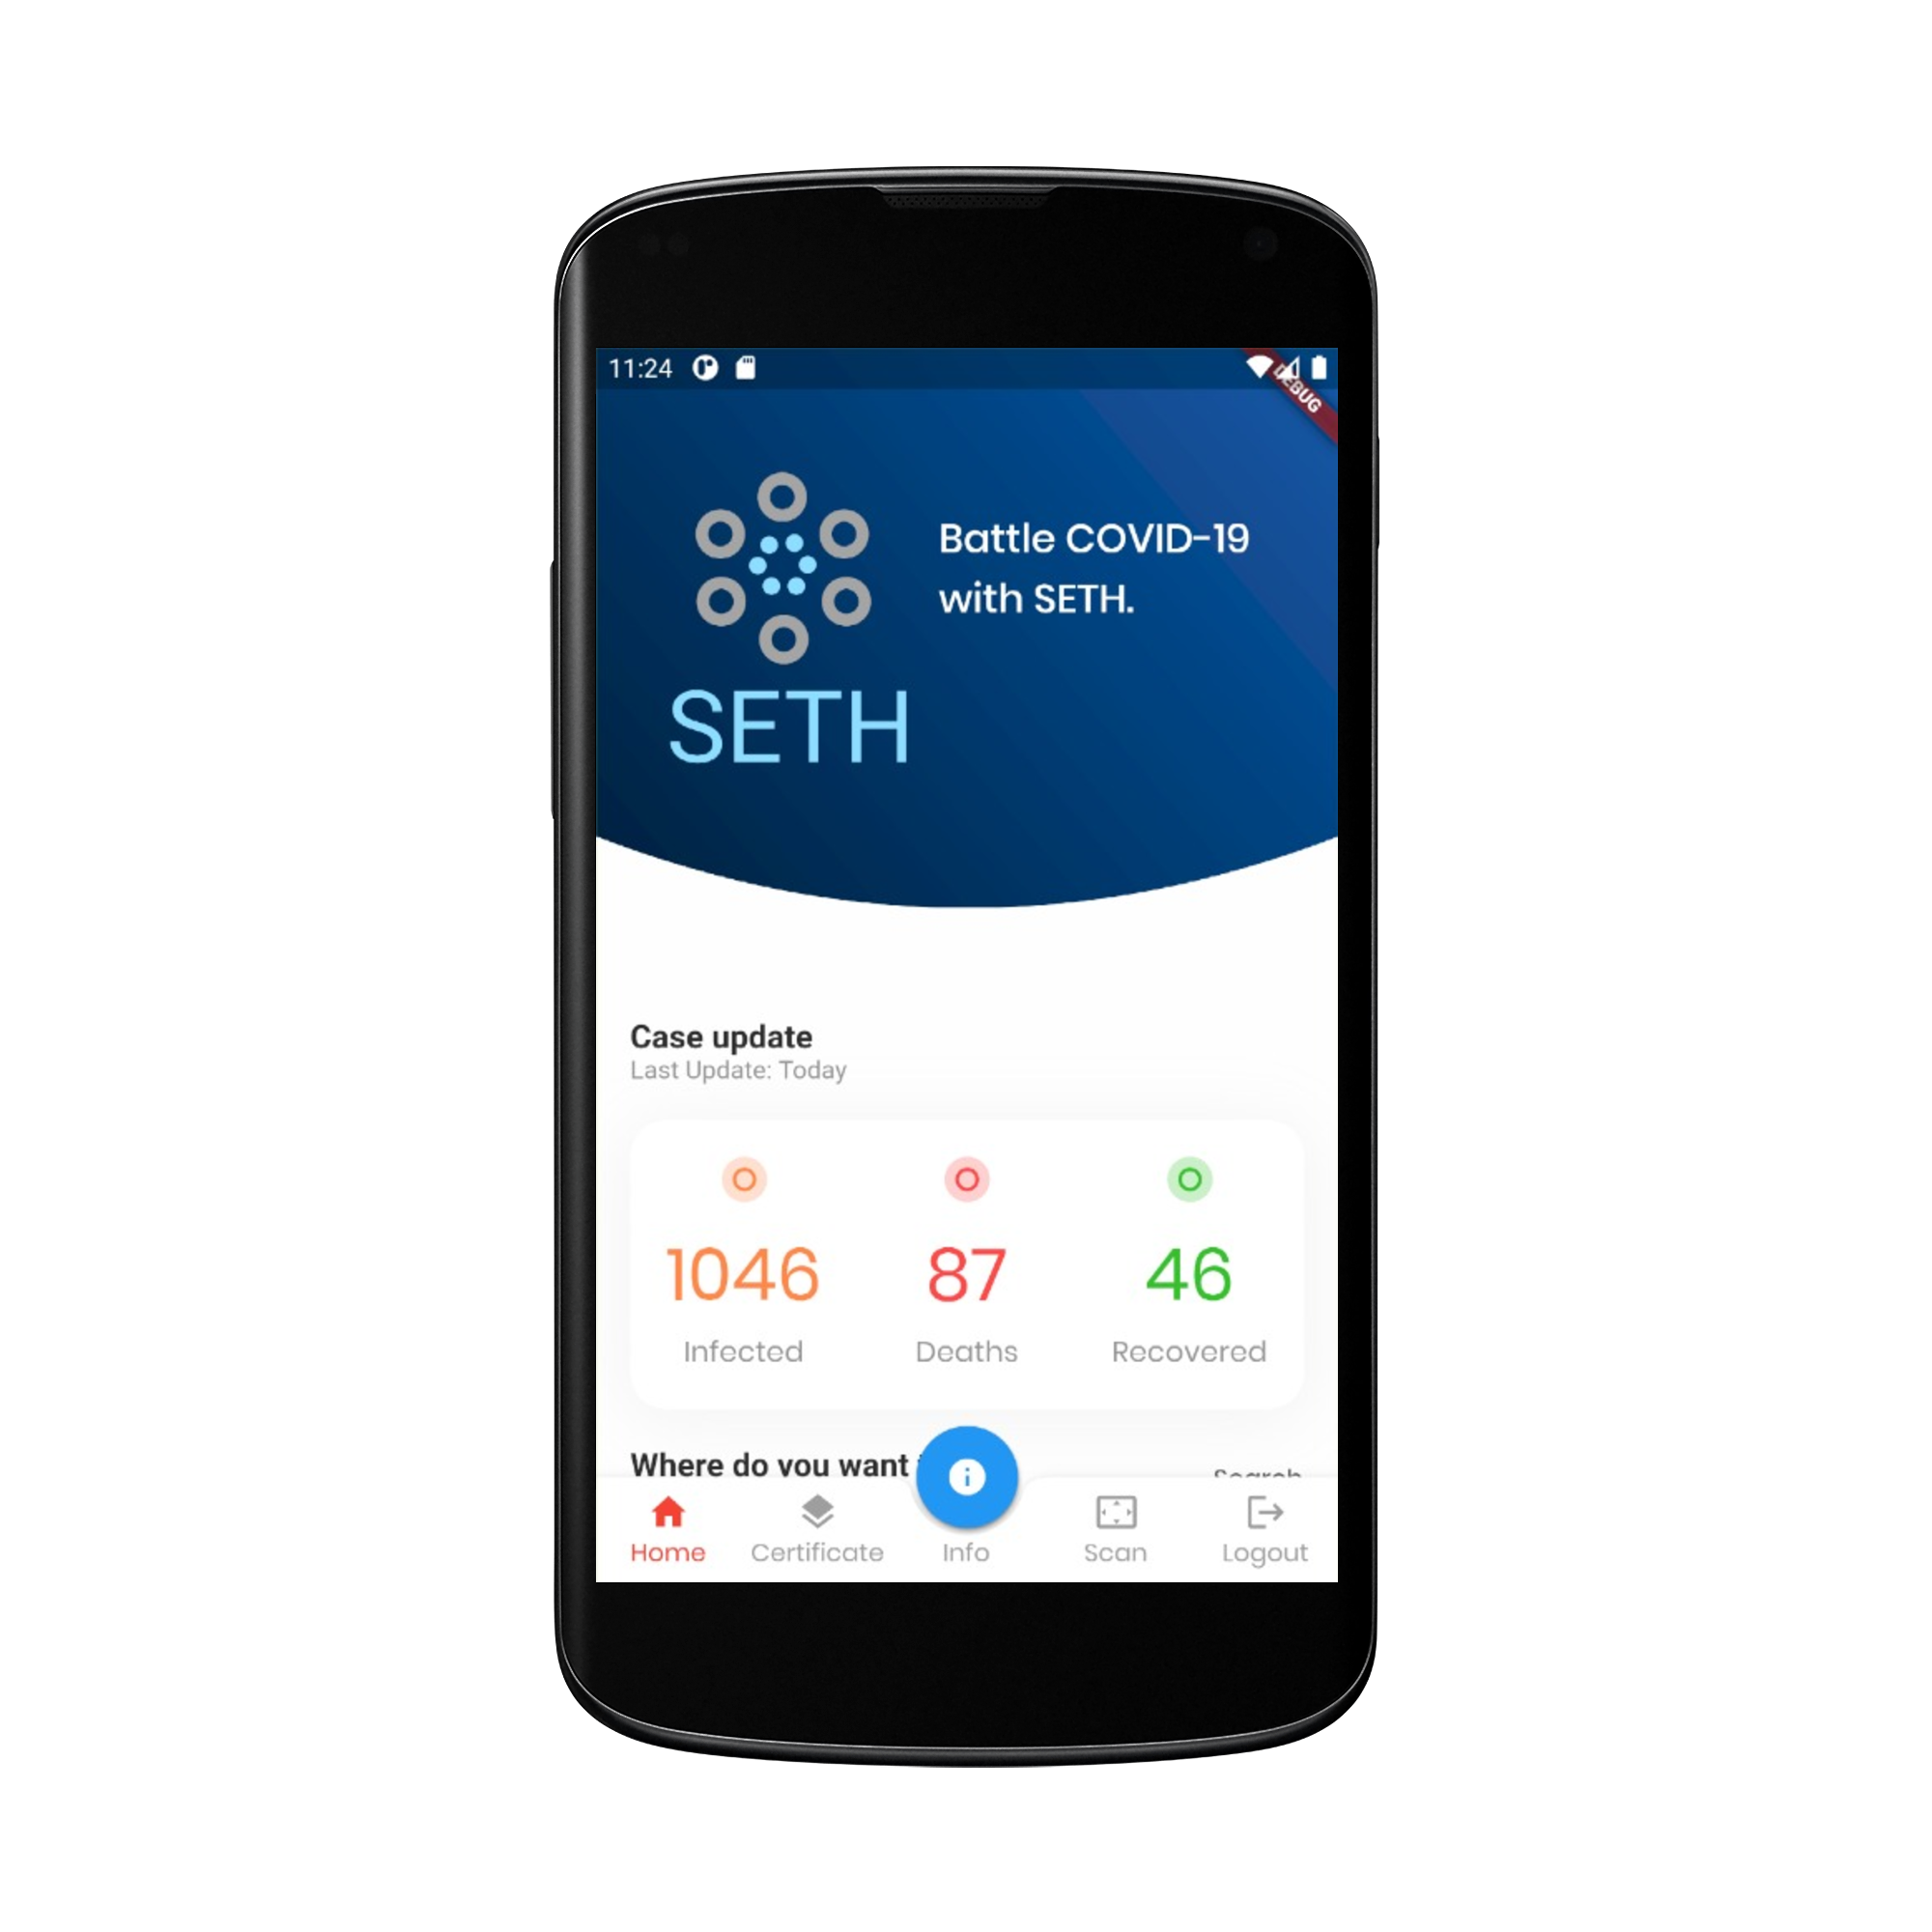 11:24
DEBUG
Battle COVID-19
with SETH.
SETH
Case update
Last Update: Today
1046 87 46
Infected Deaths Recovered
Where do you want
Search
Home Certificate Info Scan Logout